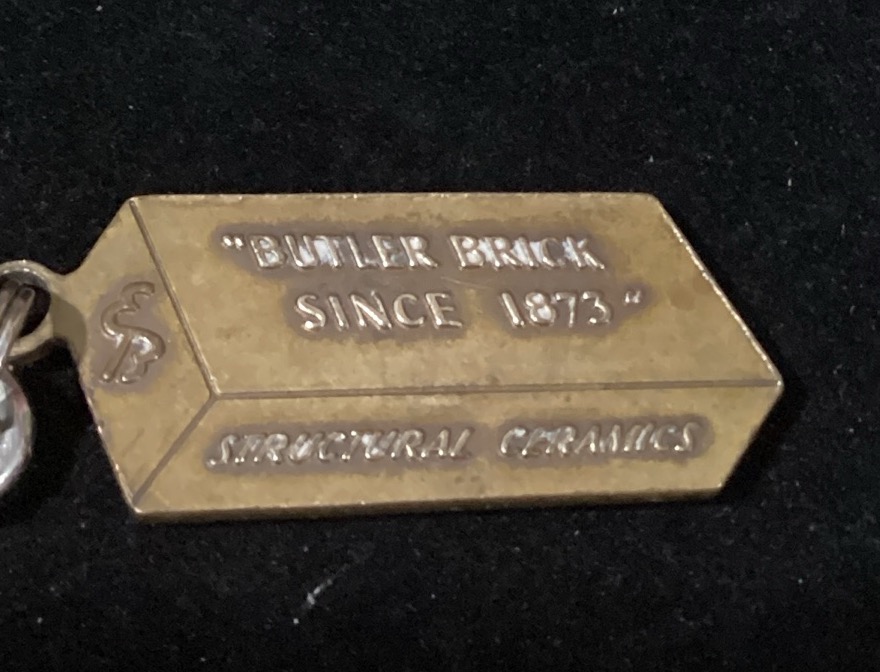 "BUTLER BRICK
SINCE 1873"
STRUCTURAL CERAMICS